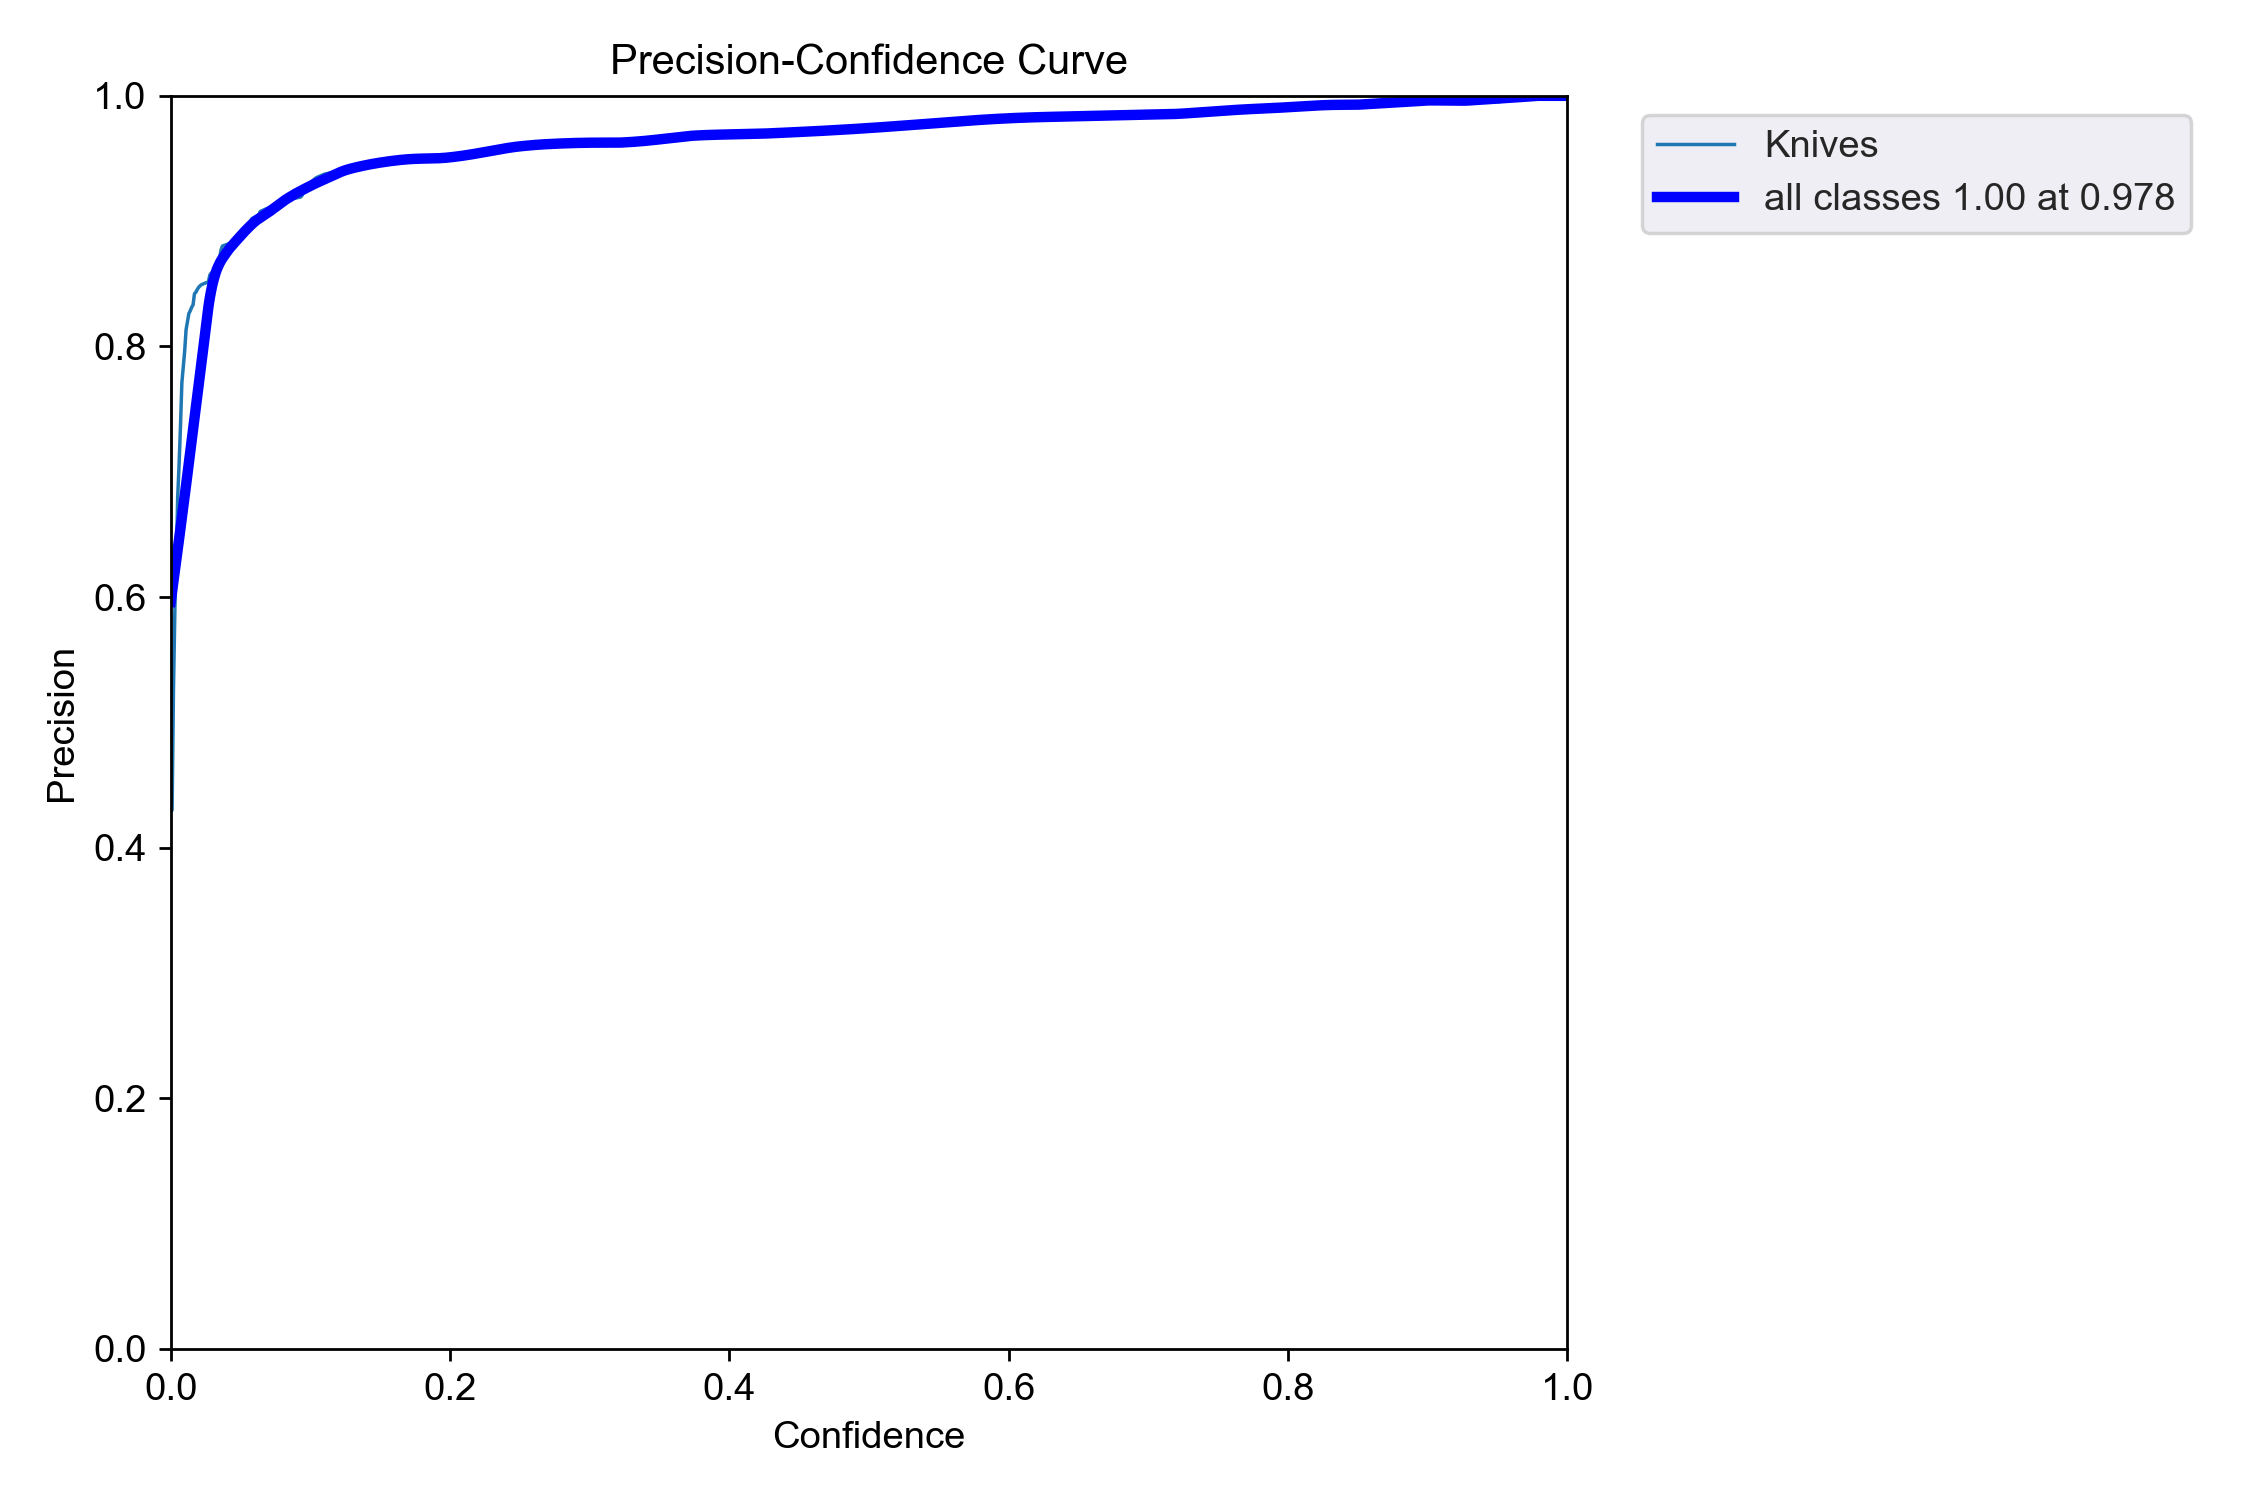 Precision-Confidence Curve
1.0
0.8
0.6
0.4
0.2
0.0
Precision
0.0 0.2 0.4 0.6 0.8 1.0
Confidence
Knives
all classes 1.00 at 0.978